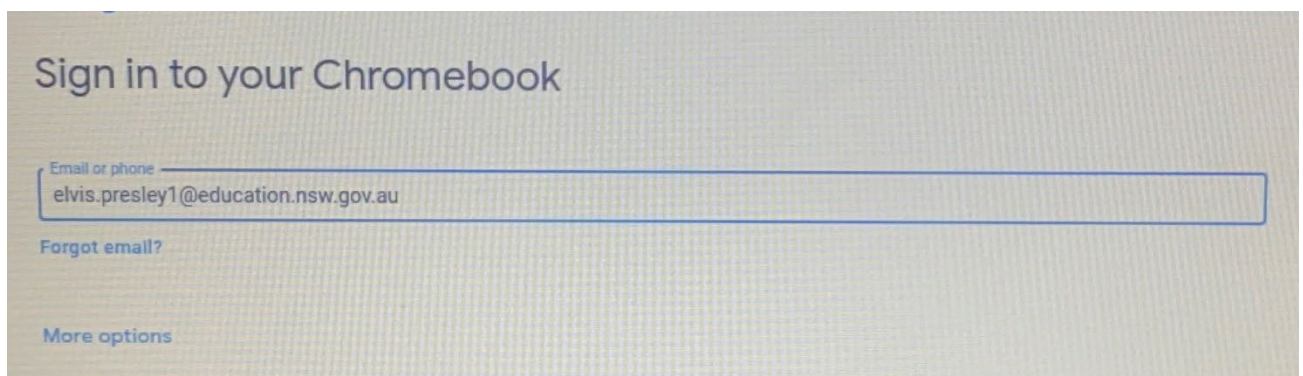 Sign in to your Chromebook
Email or phone
elvis.presley1@education.nsw.gov.au
Forgot email?
More options